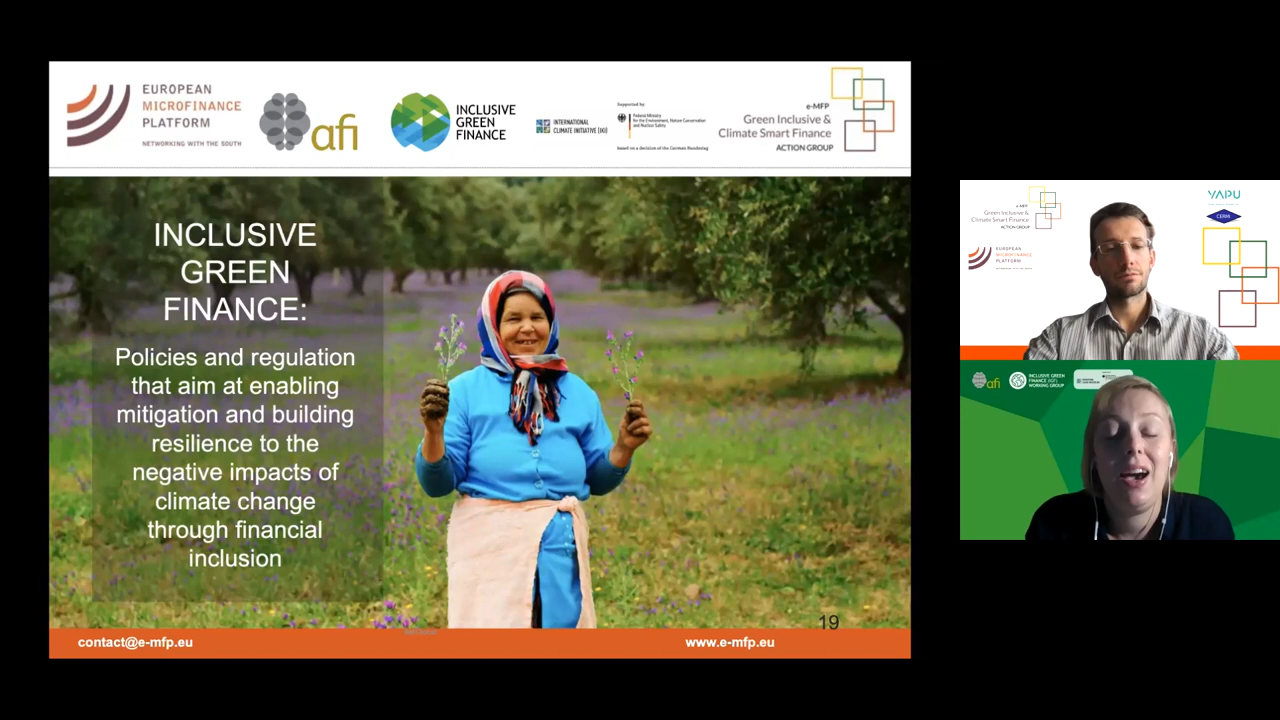 EUROPEAN
MICROFINANCE
PLATFORM
NETWORKING WITH THE SOUTH
afi
INCLUSIVE
GREEN
FINANCE
INTERNATIONAL
CLIMATE INITIATIVE (IKI)
Supported by:
Federal Ministry
for the Environment, Nature Conservation
and Nuclear Safety
based on a decision of the German Bundestag
e-MFP
Green Inclusive &
Climate Smart Finance
ACTION GROUP
INCLUSIVE
GREEN
FINANCE:
Policies and regulation
that aim at enabling
mitigation and building
resilience to the
negative impacts of
climate change
through financial
inclusion
19
contact@e-mfp.eu
www.e-mfp.eu
e-MFP
Green Inclusive &
Climate Smart Finance
ACTION GROUP
EUROPEAN
MICROFINANCE
PLATFORM
YAPU
CERMi
afi
INCLUSIVE GREEN
FINANCE (IGF)
WORKING GROUP